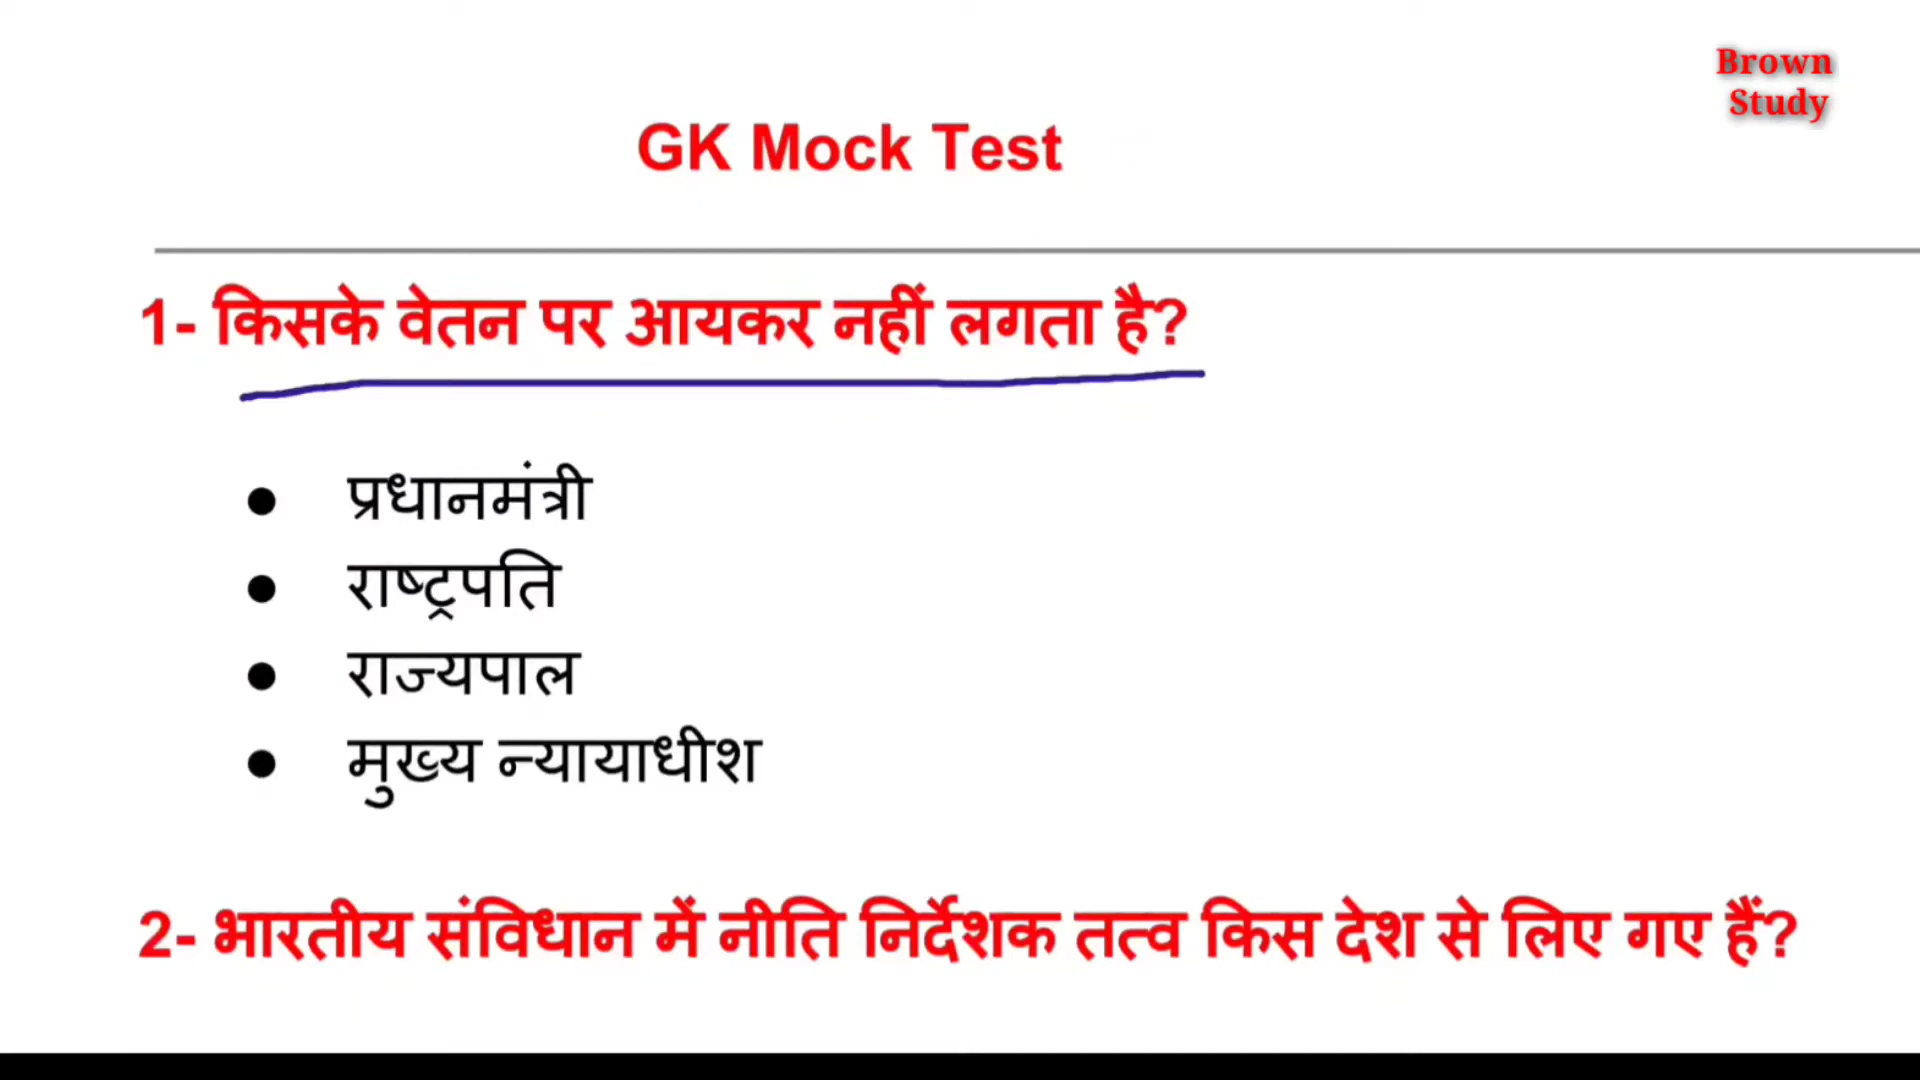 Brown
Study
GK Mock Test
1- किसके वेतन पर आयकर नहीं लगता है?
● प्रधानमंत्री
● राष्ट्रपति
● राज्यपाल
● मुख्य न्यायाधीश
2- भारतीय संविधान में नीति निर्देशक तत्व किस देश से लिए गए हैं?